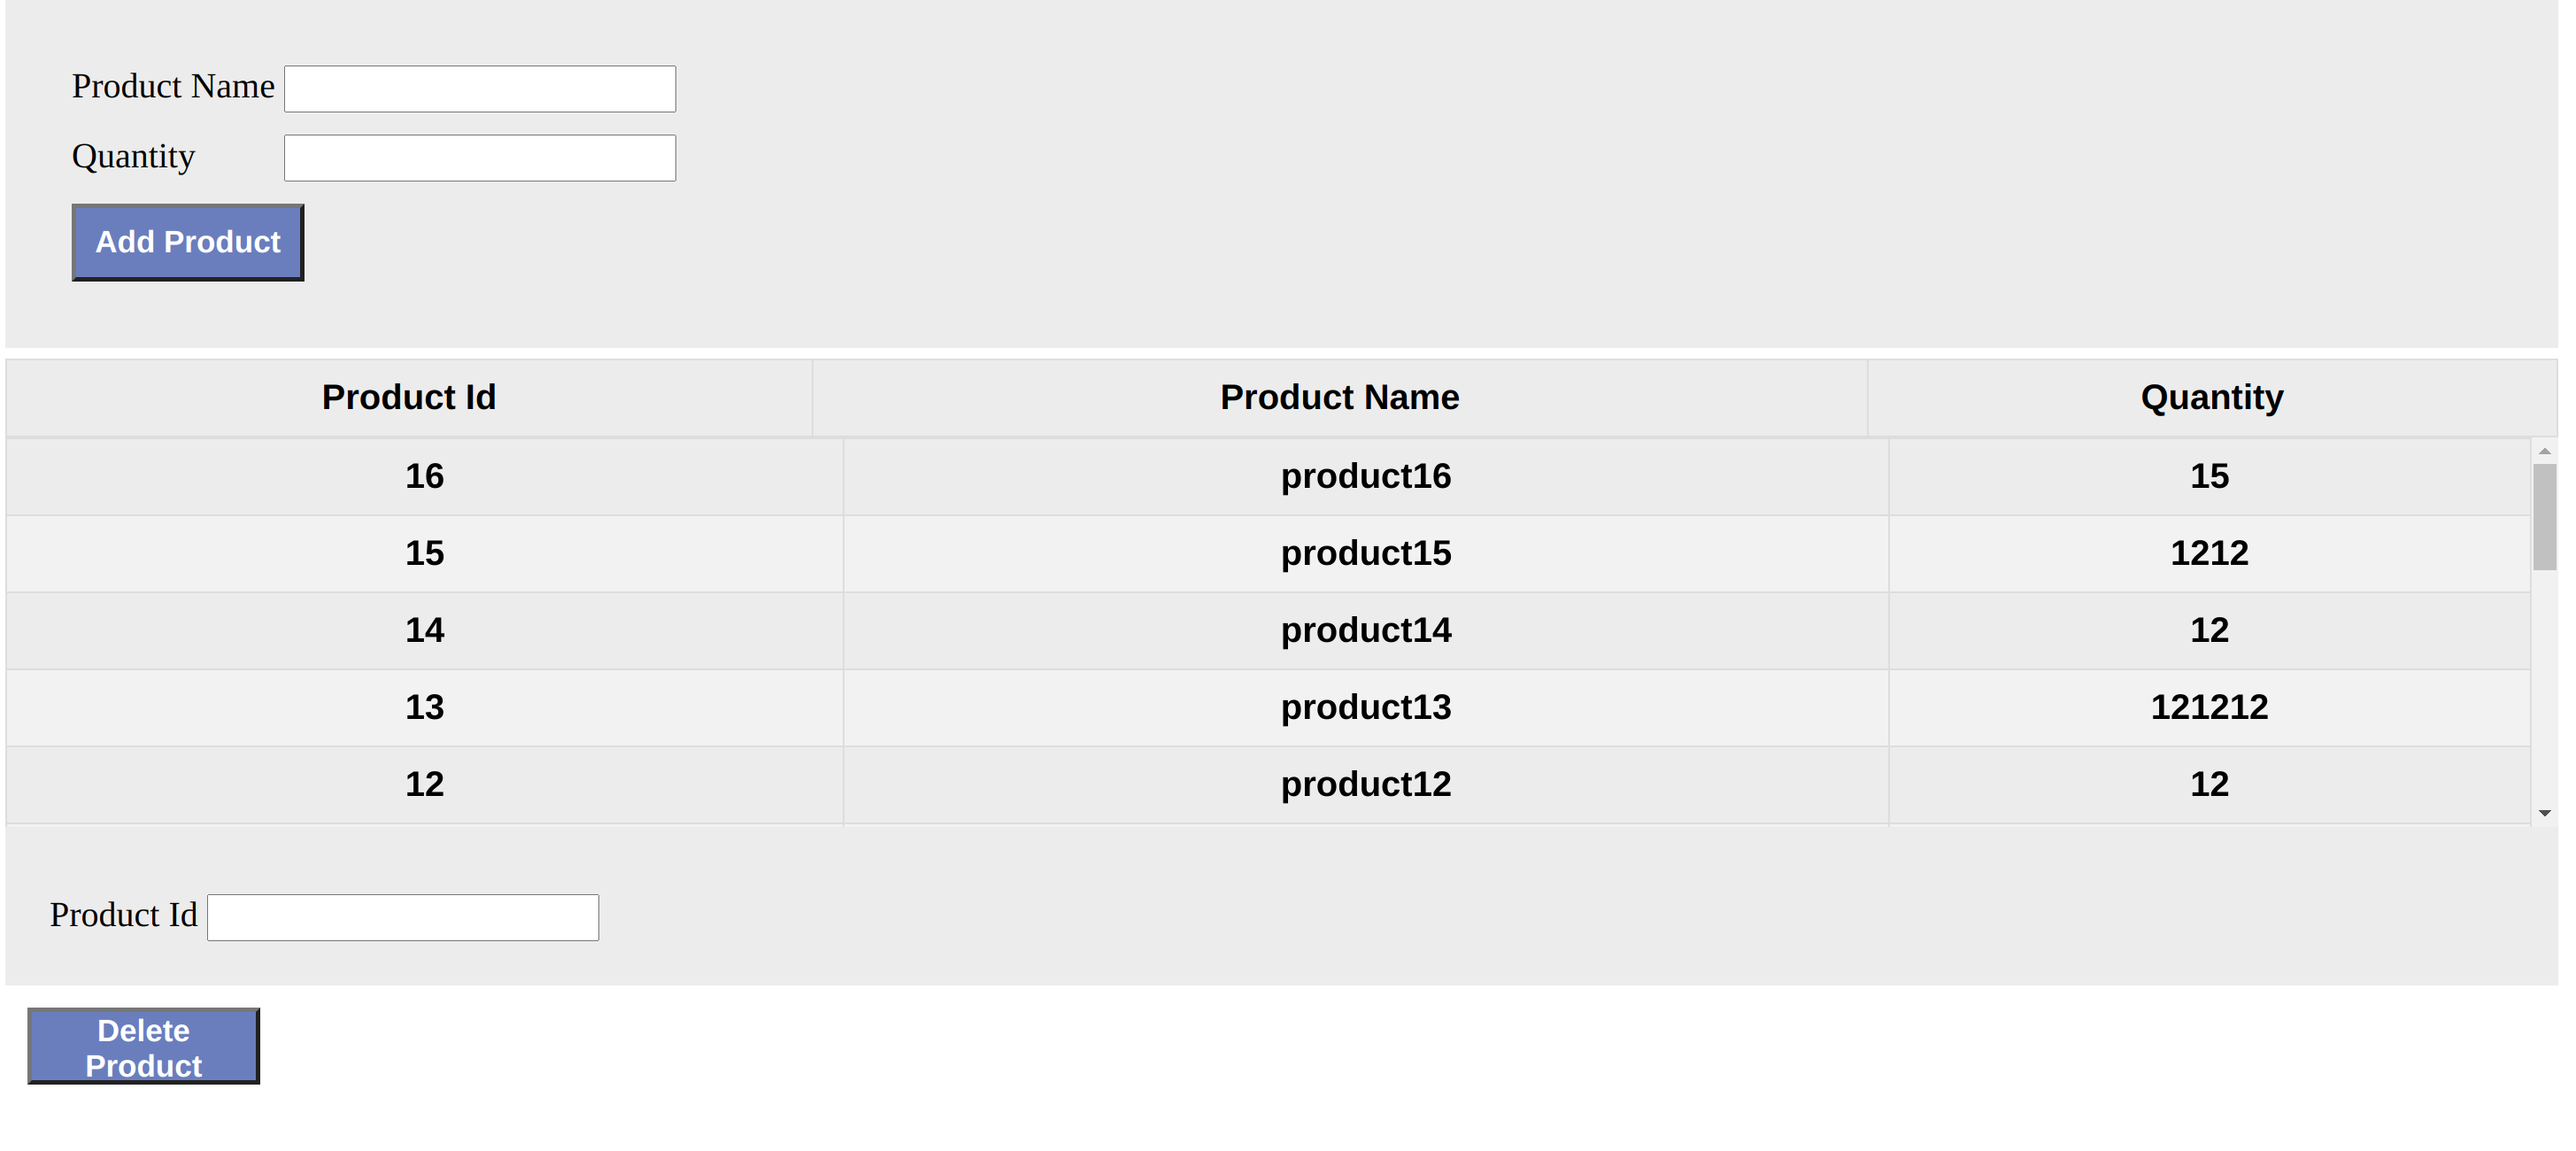 Product Name
Quantity
Add Product
Product Id Product Name Quantity
16 product16 15
15 product15 1212
14 product14 12
13 product13 121212
12 product12 12
Product Id
Delete
Product